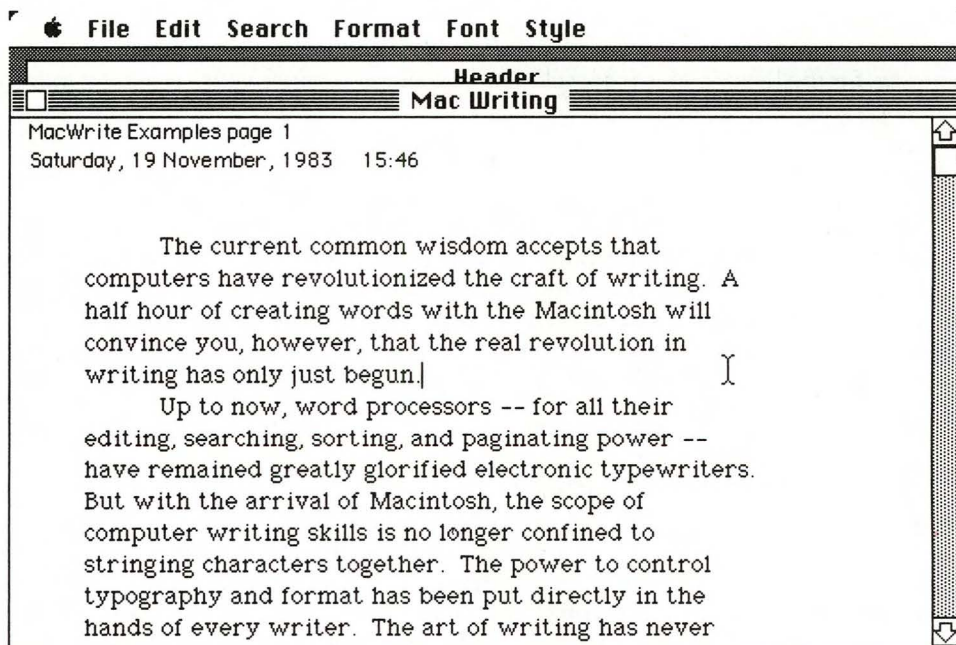 File Edit Search Format Font Style
Header
Mac Writing
MacWrite Examples page 1
Saturday, 19 November, 1983 15:46
The current common wisdom accepts that
computers have revolutionized the craft of writing. A
half hour of creating words with the Macintosh will
convince you, however, that the real revolution in
writing has only just begun.
Up to now, word processors -- for all their
editing, searching, sorting, and paginating power --
have remained greatly glorified electronic typewriters.
But with the arrival of Macintosh, the scope of
computer writing skills is no longer confined to
stringing characters together. The power to control
typography and format has been put directly in the
hands of every writer. The art of writing has never